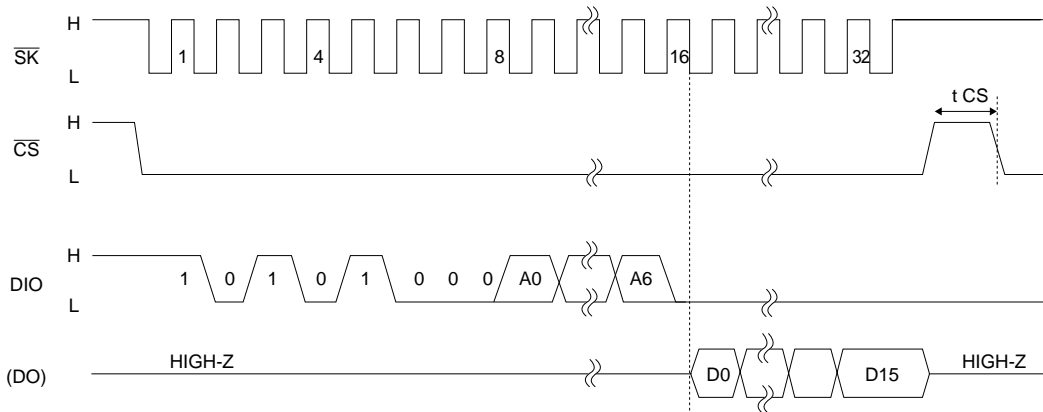 H
SK
L
1 4 8 16 32
t CS
H
CS
L
H
DIO
L
1 0 1 0 1 0 0 0 A0 A6
(DO)
HIGH-Z D0 D15 HIGH-Z